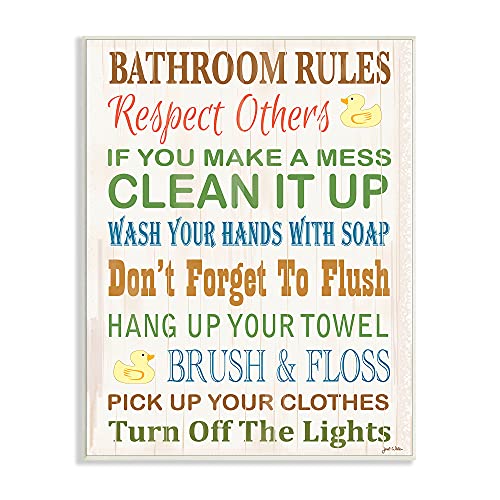 BATHROOM RULES
Respect Others
IF YOU MAKE A MESS
CLEAN IT UP
WASH YOUR HANDS WITH SOAP
Don't Forget To Flush
HANG UP YOUR TOWEL
BRUSH & FLOSS
PICK UP YOUR CLOTHES
Turn Off The Lights